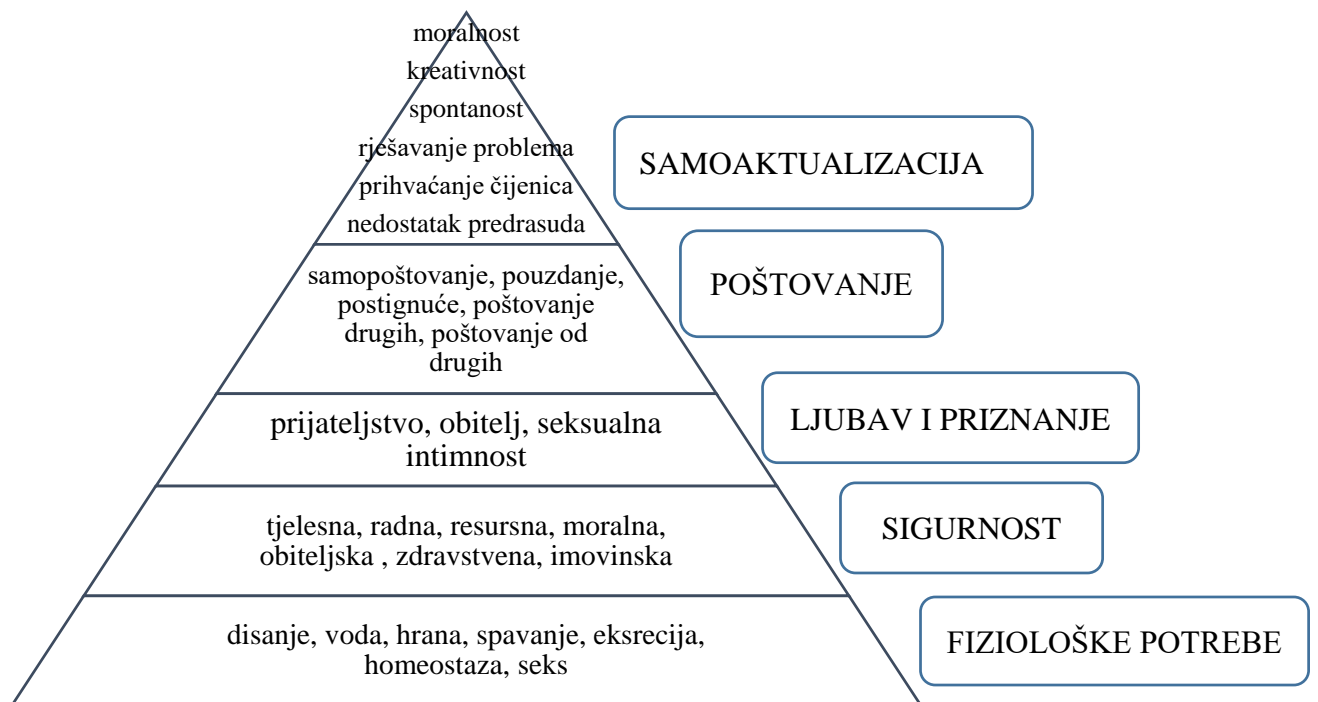 moralnost
kreativnost
spontanost
rješavanje problema
prihvaćanje čijenica
nedostatak predrasuda
SAMOAKTUALIZACIJA
samopoštovanje, pouzdanje,
postignuće, poštovanje
drugih, poštovanje od
drugih
POŠTOVANJE
prijateljstvo, obitelj, seksualna
intimnost
LJUBAV I PRIZNANJE
tjelesna, radna, resursna, moralna,
obiteljska , zdravstvena, imovinska
SIGURNOST
disanje, voda, hrana, spavanje, eksrecija,
homeostaza, seks
FIZIOLOŠKE POTREBE